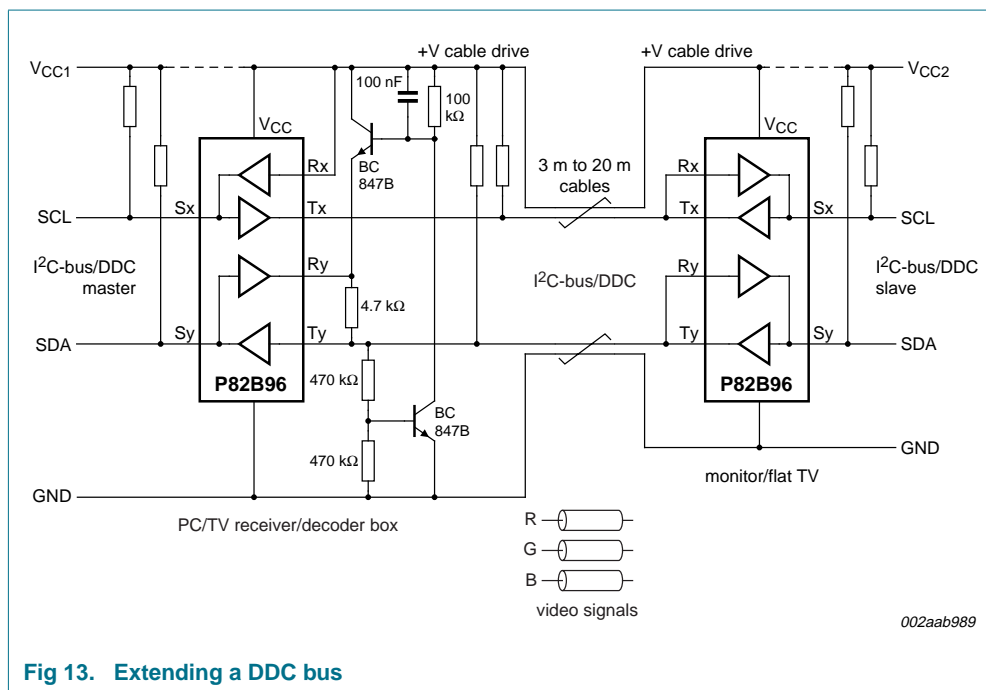 +V cable drive
+V cable drive
VCC1
VCC2
100 nF
100
kΩ
VCC
VCC
Rx
BC
847B
3 m to 20 m
cables
Rx
SCL
Sx
Tx
Tx
Sx
SCL
I2C-bus/DDC
master
Ry
I2C-bus/DDC
Ry
I2C-bus/DDC
slave
4.7 kΩ
SDA
Sy
Ty
Ty
Sy
SDA
P82B96
470 kΩ
P82B96
BC
847B
470 kΩ
GND
monitor/flat TV
GND
PC/TV receiver/decoder box
R
G
B
video signals
002aab989
Fig 13. Extending a DDC bus